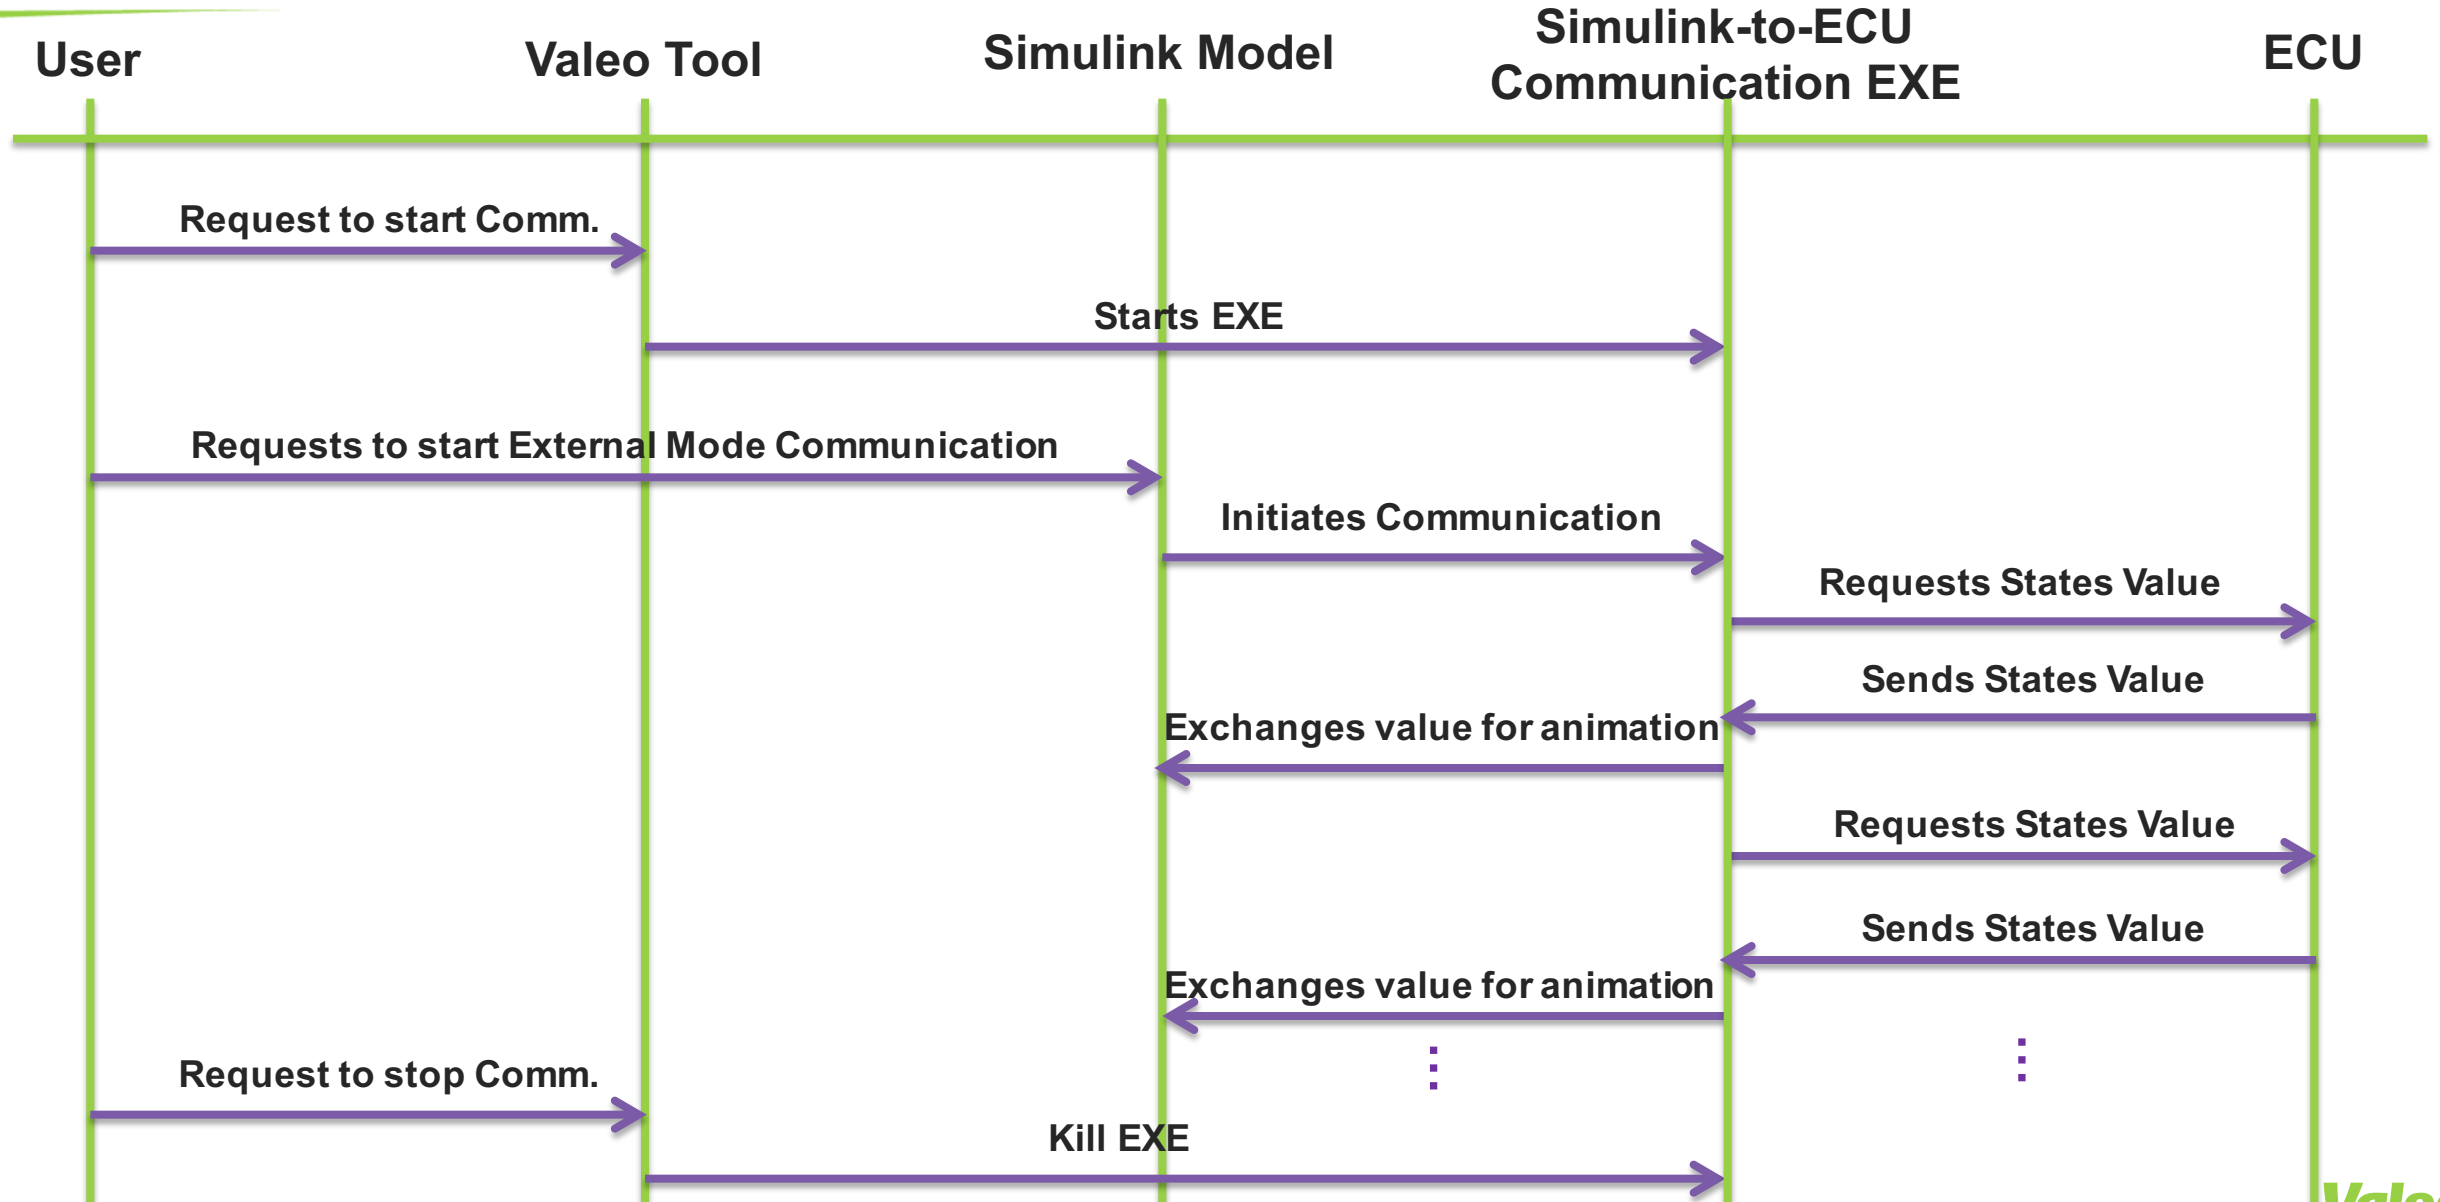 User
Valeo Tool
Simulink Model
Simulink-to-ECU
Communication EXE
ECU
Request to start Comm.
Starts EXE
Requests to start External Mode Communication
Initiates Communication
Requests States Value
Sends States Value
Exchanges value for animation
Requests States Value
Sends States Value
Exchanges value for animation
Request to stop Comm.
Kill EXE